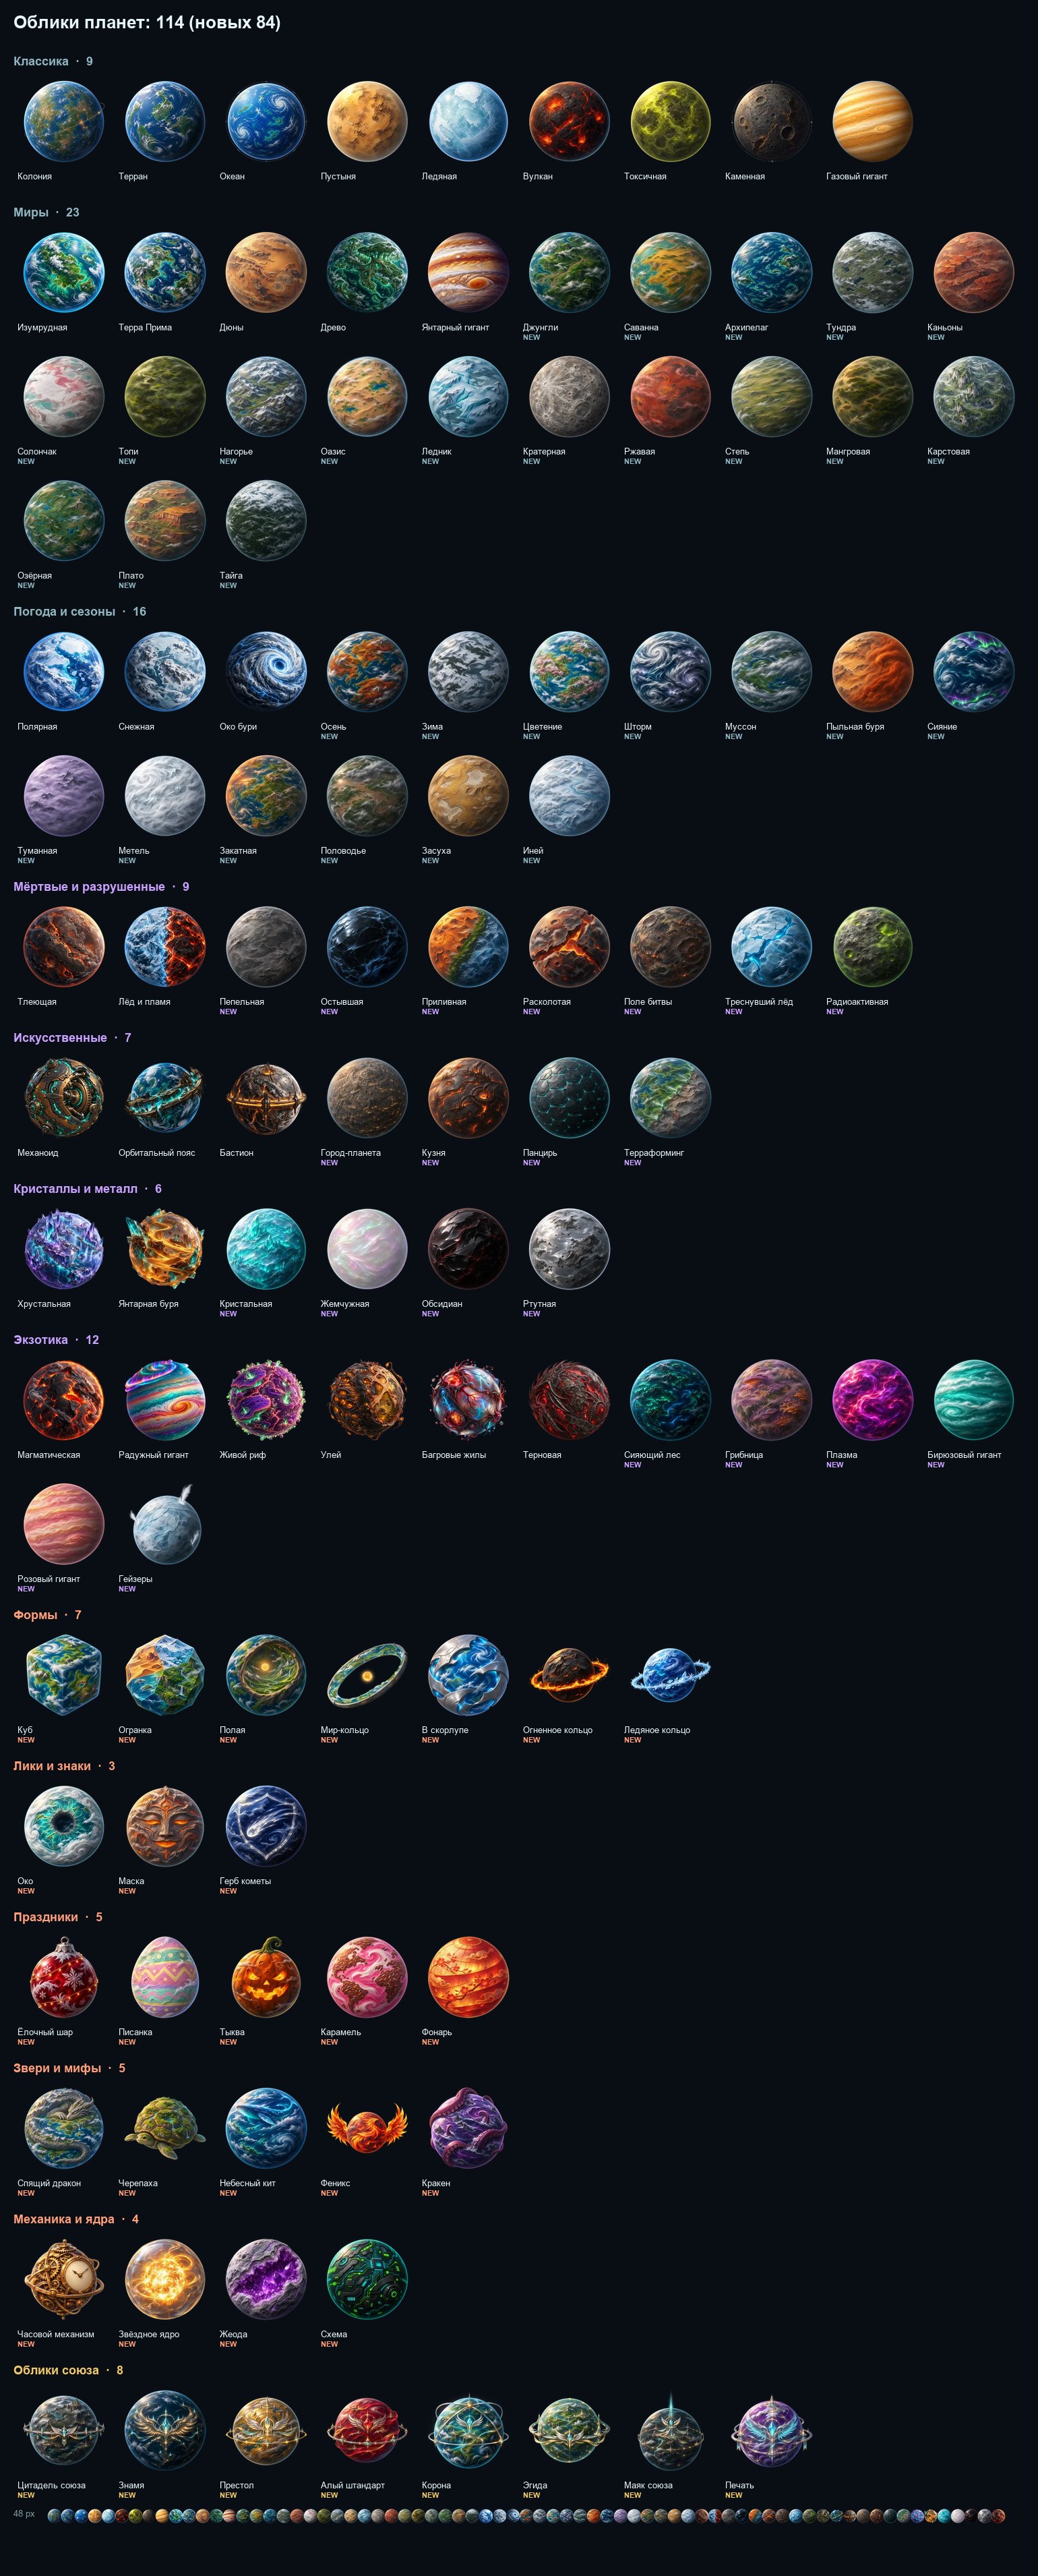 Облики планет: 114 (новых 84)
Классика · 9
Колония Терран Океан Пустыня Ледяная Вулкан Токсичная Каменная Газовый гигант
Миры · 23
Изумрудная Терра Прима Дюны Древо Янтарный гигант Джунгли Саванна Архипелаг Тундра Каньоны
NEW NEW NEW NEW NEW
Солончак Топи Нагорье Оазис Ледник Кратерная Ржавая Степь Мангровая Карстовая
NEW NEW NEW NEW NEW NEW NEW NEW NEW NEW
Озёрная Плато Тайга
NEW NEW NEW
Погода и сезоны · 16
Полярная Снежная Око бури Осень Зима Цветение Шторм Муссон Пыльная буря Сияние
NEW NEW NEW NEW NEW NEW NEW
Туманная Метель Закатная Половодье Засуха Иней
NEW NEW NEW NEW NEW NEW
Мёртвые и разрушенные · 9
Тлеющая Лёд и пламя Пепельная Остывшая Приливная Расколотая Поле битвы Треснувший лёд Радиоактивная
NEW NEW NEW NEW NEW NEW NEW
Искусственные · 7
Механоид Орбитальный пояс Бастион Город-планета Кузня Панцирь Терраформинг
NEW NEW NEW NEW
Кристаллы и металл · 6
Хрустальная Янтарная буря Кристальная Жемчужная Обсидиан Ртутная
NEW NEW NEW NEW
Экзотика · 12
Магматическая Радужный гигант Живой риф Улей Багровые жилы Терновая Сияющий лес Грибница Плазма Бирюзовый гигант
NEW NEW NEW NEW
Розовый гигант Гейзеры
NEW NEW
Формы · 7
Куб Огранка Полая Мир-кольцо В скорлупе Огненное кольцо Ледяное кольцо
NEW NEW NEW NEW NEW NEW NEW
Лики и знаки · 3
Око Маска Герб кометы
NEW NEW NEW
Праздники · 5
Ёлочный шар Писанка Тыква Карамель Фонарь
NEW NEW NEW NEW NEW
Звери и мифы · 5
Спящий дракон Черепаха Небесный кит Феникс Кракен
NEW NEW NEW NEW NEW
Механика и ядра · 4
Часовой механизм Звёздное ядро Жеода Схема
NEW NEW NEW NEW
Облики союза · 8
Цитадель союза Знамя Престол Алый штандарт Корона Эгида Маяк союза Печать
NEW NEW NEW NEW NEW NEW NEW NEW
48 px